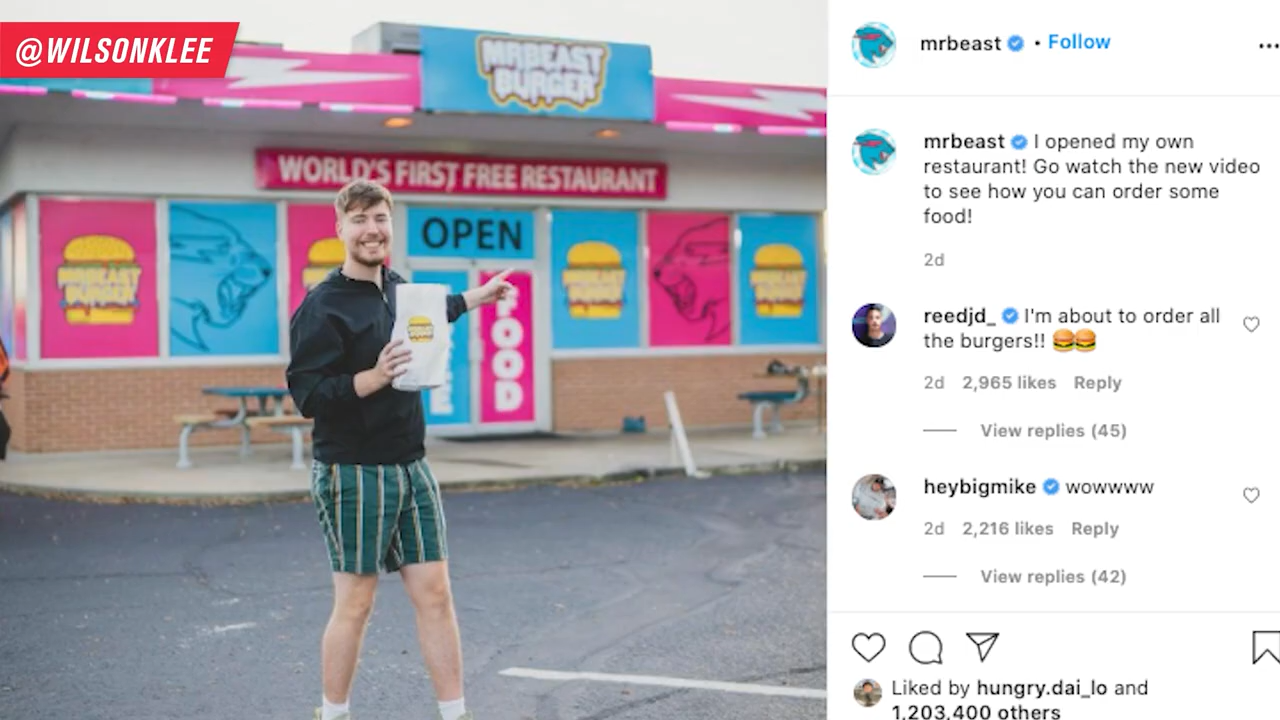 @WILSONKLEE
MRBEAST
BURGER
WORLD'S FIRST FREE RESTAURANT
OPEN
MRBEAST
BURGER
FOOD
mrbeast • Follow
mrbeast I opened my own
restaurant! Go watch the new video
to see how you can order some
food!
2d
reedjd_ I'm about to order all
the burgers!! 🍔🍔
2d 2,965 likes Reply
View replies (45)
heybigmike wowwww
2d 2,216 likes Reply
View replies (42)
Liked by hungry.dai_lo and
1,203,400 others